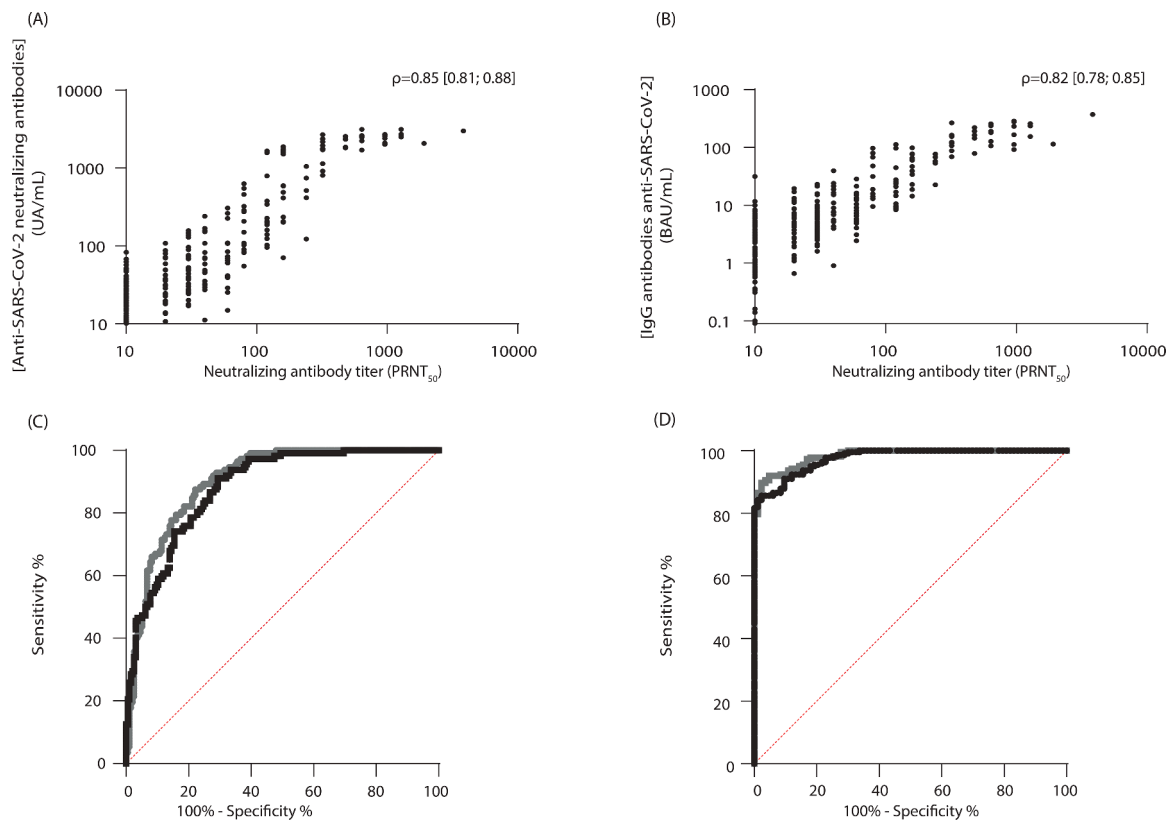 (A)
[Anti-SARS-CoV-2 neutralizing antibodies]
(UA/mL)
ρ=0.85 [0.81; 0.88]
10000
1000
100
10
10 100 1000 10000
Neutralizing antibody titer (PRNT50)
(B)
[IgG antibodies anti-SARS-CoV-2]
(BAU/mL)
ρ=0.82 [0.78; 0.85]
1000
100
10
1
0.1
10 100 1000 10000
Neutralizing antibody titer (PRNT50)
(C)
Sensitivity %
100
80
60
40
20
0
0 20 40 60 80 100
100% - Specificity %
(D)
Sensitivity %
100
80
60
40
20
0
0 20 40 60 80 100
100% - Specificity %